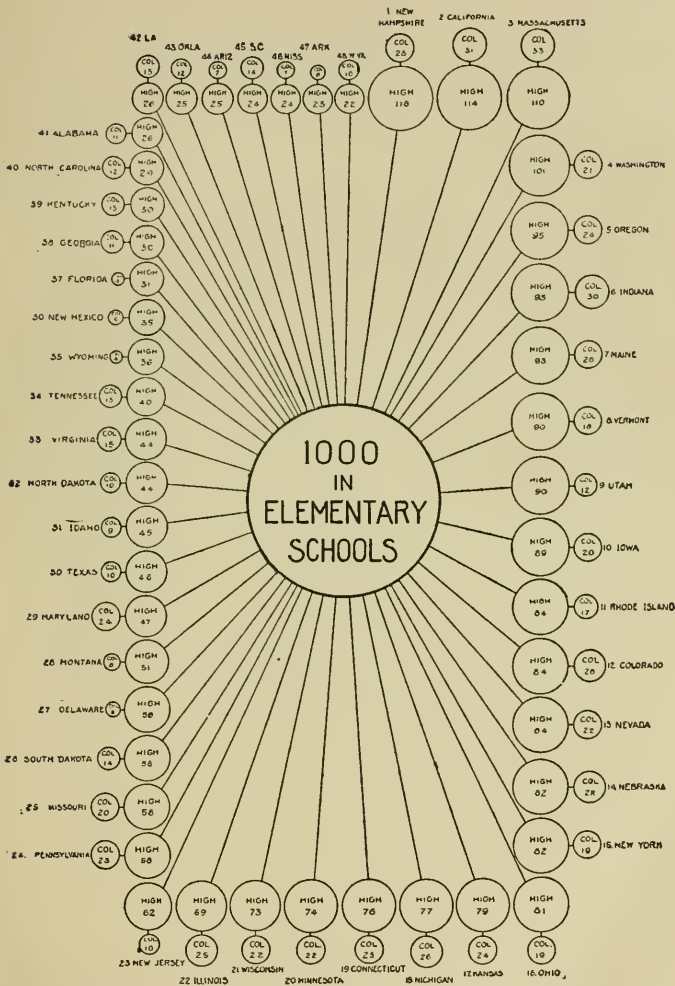 1 NEW
HAMPSHIRE
COL
HIGH
118
2 CALIFORNIA
COL
31
HIGH
114
3 MASSACHUSETTS
COL
33
HIGH
110
HIGH
101
COL
21
4 WASHINGTON
HIGH
95
COL
24
5 OREGON
HIGH
COL
30
6 INDIANA
HIGH
93
COL
7 MAINE
HIGH
90
COL
18
8 VERMONT
HIGH
90
COL
12
9 UTAH
HIGH
89
COL
20
10 IOWA
HIGH
84
COL
17
11 RHODE ISLAND
HIGH
84
COL
12 COLORADO
HIGH
84
COL
22
13 NEVADA
HIGH
82
COL
14 NEBRASKA
HIGH
82
COL
15. NEW YORK
HIGH
81
COL.
16. OHIO
HIGH
79
COL
24
17. KANSAS
HIGH
77
COL
26
18 MICHIGAN
HIGH
76
COL
23
19 CONNECTICUT
HIGH
74
COL.
22
20 MINNESOTA
HIGH
73
COL
22
21 WISCONSIN
HIGH
69
COL.
25
22 ILLINOIS
HIGH
62
COL
10
23 NEW JERSEY
24. PENNSYLVANIA
COL
23
HIGH
58
25 MISSOURI
COL
20
HIGH
58
SOUTH DAKOTA
COL
14
HIGH
58
27 DELAWARE
HIGH
58
28 MONTANA
COL
HIGH
51
29 MARYLAND
COL
24
HIGH
47
30 TEXAS
COL
10
HIGH
46
31 IDAHO
COL
9
HIGH
45
NORTH DAKOTA
COL
10
HIGH
44
33 VIRGINIA
COL
15
HIGH
44
34 TENNESSEE
COL
13
HIGH
40
35 WYOMING
HIGH
36
NEW MEXICO
HIGH
35
37 FLORIDA
HIGH
31
38 GEORGIA
COL
11
HIGH
30
39 KENTUCKY
COL
13
HIGH
30
40 NORTH CAROLINA
COL
12
HIGH
29
41 ALABAMA
COL
11
HIGH
26
42 LA
COL
13
HIGH
26
43 OKLA
COL
12
HIGH
25
44 ARIZ
COL
7
HIGH
25
45 SC
COL
14
HIGH
24
46 MISS
COL
7
HIGH
24
47 ARK
HIGH
23
48 W.VA.
COL
10
HIGH
22
1000
IN
ELEMENTARY
SCHOOLS